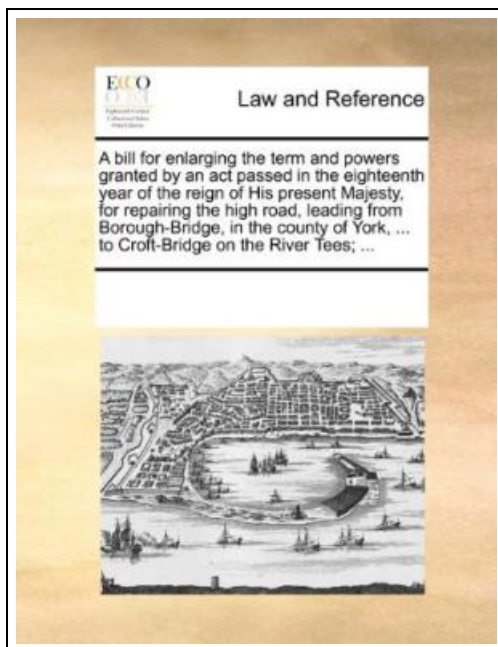 ECCO
Law and Reference
A bill for enlarging the term and powers
granted by an act passed in the eighteenth
year of the reign of His present Majesty,
for repairing the high road, leading from
Borough-Bridge, in the county of York, ...
to Croft-Bridge on the River Tees; ...